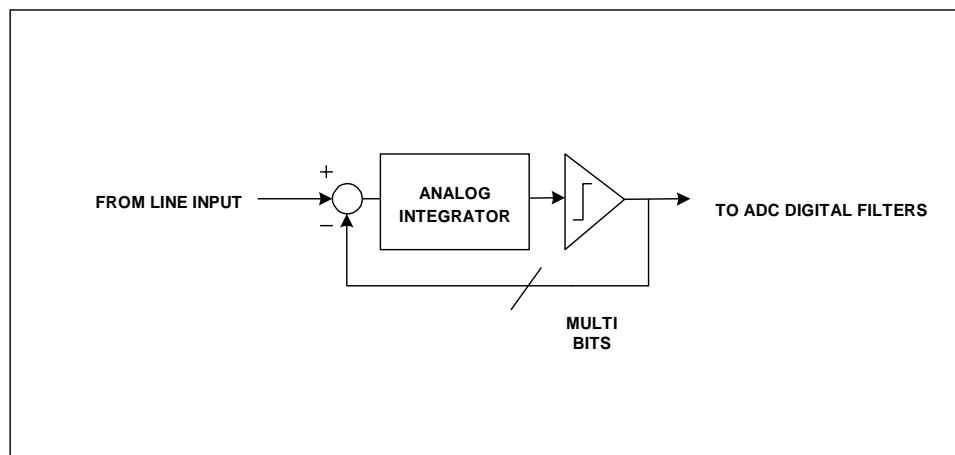 +
FROM LINE INPUT
−
ANALOG
INTEGRATOR
TO ADC DIGITAL FILTERS
MULTI
BITS